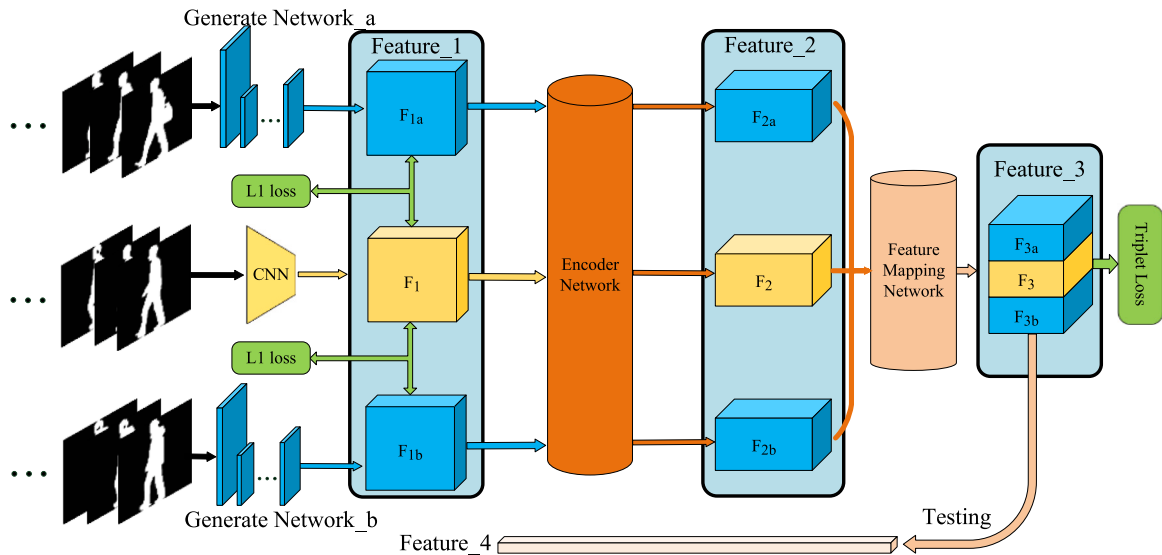 Generate Network_a
Feature_1
Feature_2
F1a
F2a
Feature_3
L1 loss
F3a
CNN
F1
Encoder
Network
F2
Feature
Mapping
Network
F3
Triplet Loss
F3b
L1 loss
F1b
F2b
Generate Network_b
Testing
Feature_4